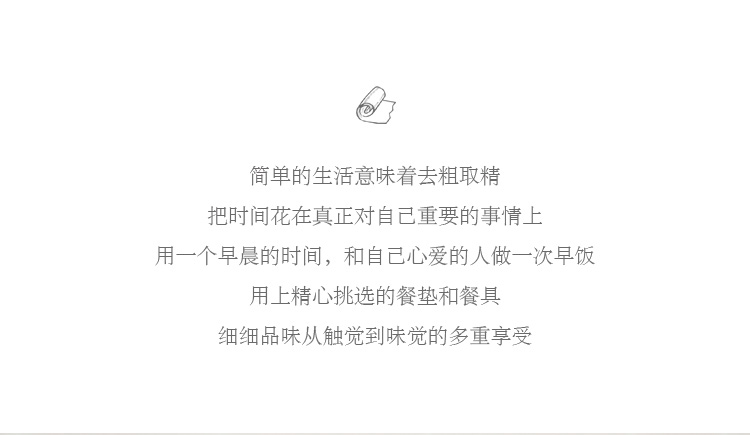 简单的生活意味着去粗取精
把时间花在真正对自己重要的事情上
用一个早晨的时间，和自己心爱的人做一次早饭
用上精心挑选的餐垫和餐具
细细品味从触觉到味觉的多重享受